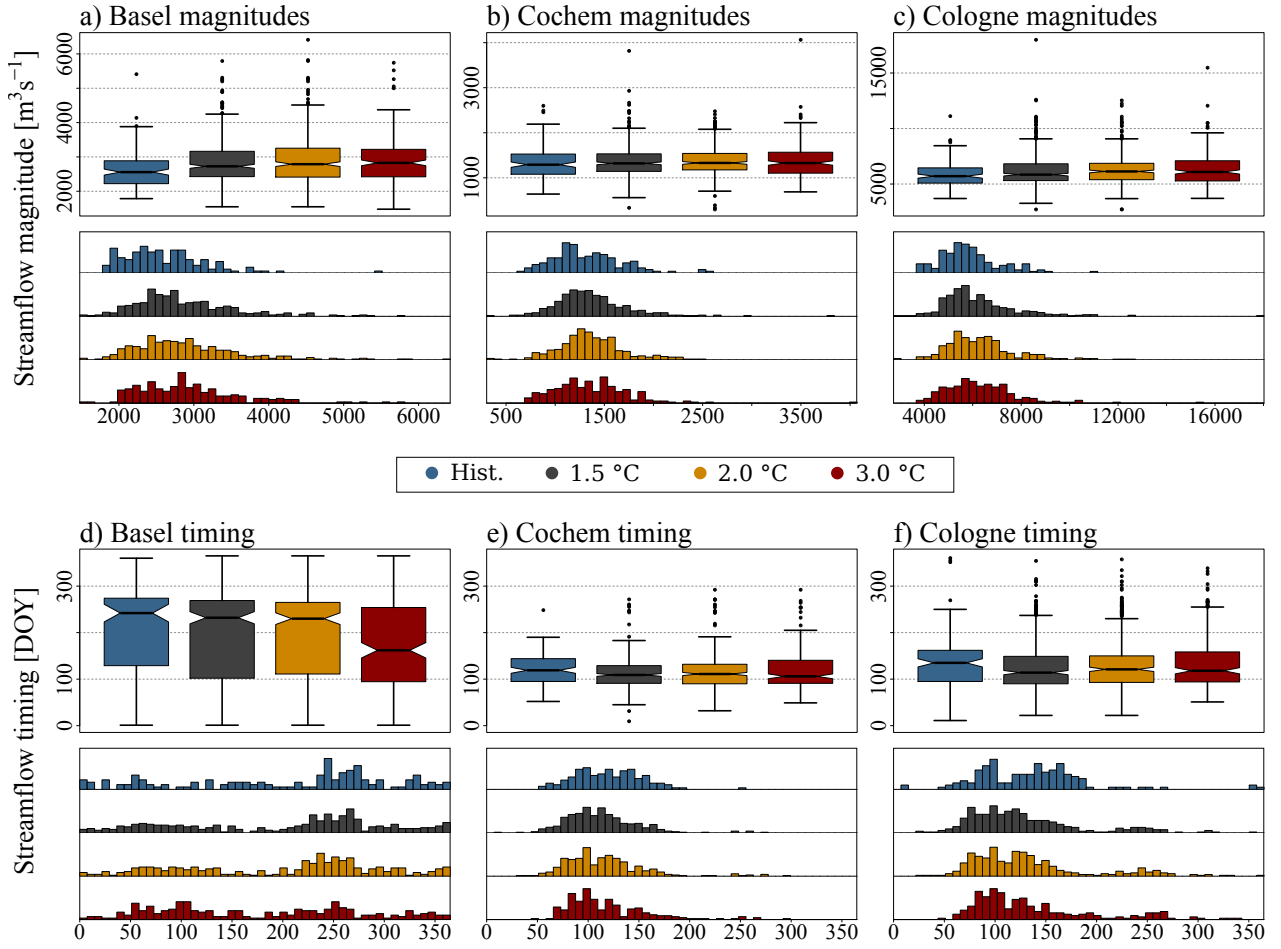 a) Basel magnitudes
b) Cochem magnitudes
c) Cologne magnitudes
Streamflow magnitude [m³s⁻¹]
2000 4000 6000
1000 3000
5000 15000
2000 3000 4000 5000 6000
500 1500 2500 3500
4000 8000 12000 16000
Hist. 1.5 °C 2.0 °C 3.0 °C
d) Basel timing
e) Cochem timing
f) Cologne timing
Streamflow timing [DOY]
0 100 300
0 100 300
0 100 300
0 50 100 150 200 250 300 350
0 50 100 150 200 250 300 350
0 50 100 150 200 250 300 350